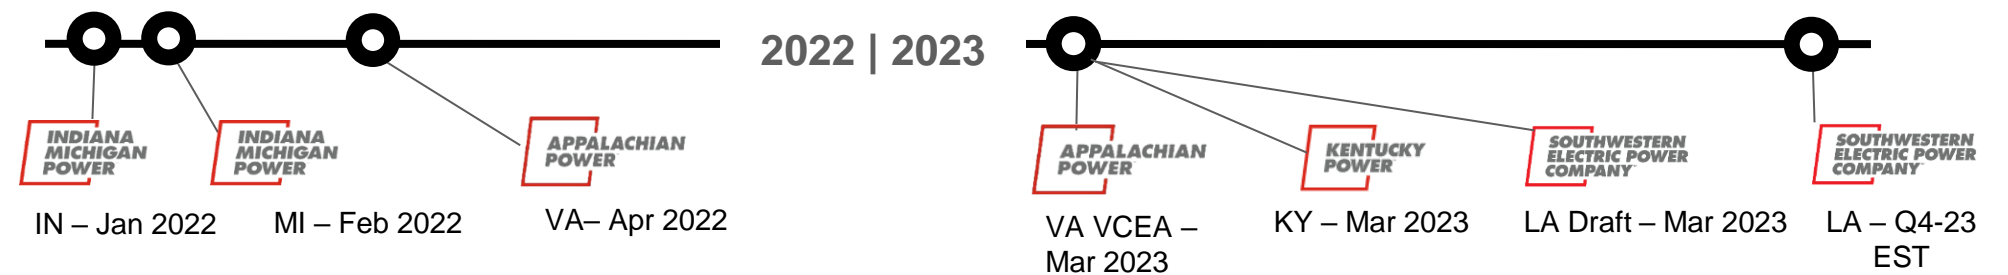 2022 | 2023
INDIANA
MICHIGAN
POWER
IN – Jan 2022
INDIANA
MICHIGAN
POWER
MI – Feb 2022
APPALACHIAN
POWER
VA– Apr 2022
APPALACHIAN
POWER
VA VCEA –
Mar 2023
KENTUCKY
POWER
KY – Mar 2023
SOUTHWESTERN
ELECTRIC POWER
COMPANY
LA Draft – Mar 2023
SOUTHWESTERN
ELECTRIC POWER
COMPANY
LA – Q4-23
EST